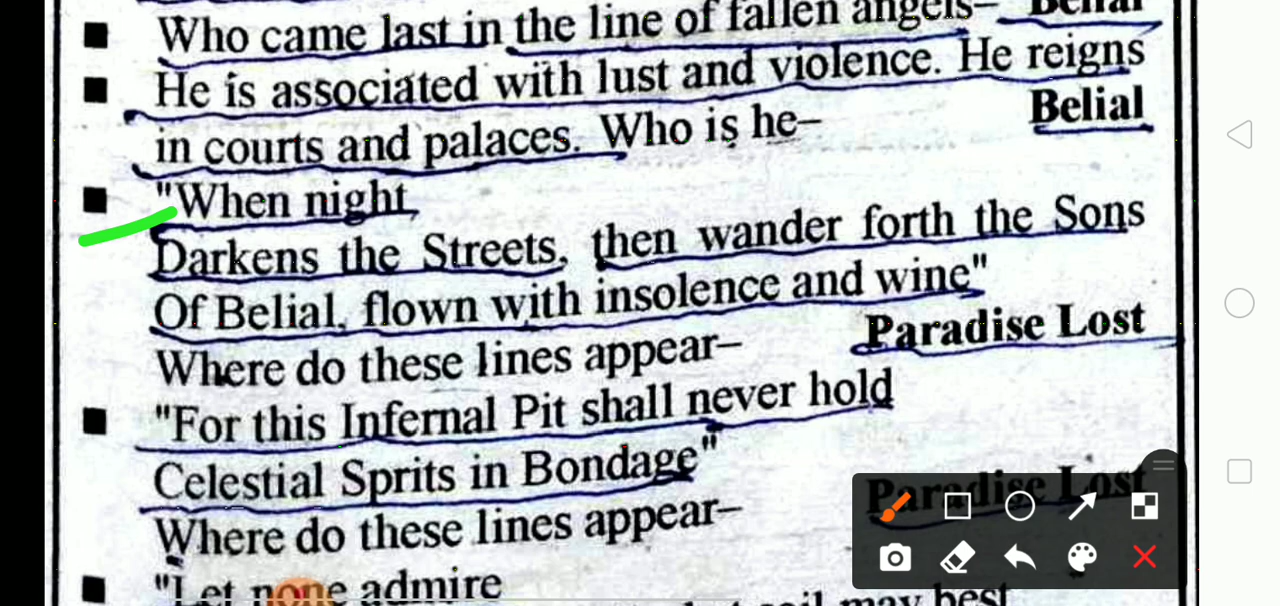 Who came last in the line of fallen angels– Belial
He is associated with lust and violence. He reigns
in courts and palaces. Who is he– Belial
"When night
Darkens the Streets, then wander forth the Sons
Of Belial, flown with insolence and wine"
Where do these lines appear– Paradise Lost
"For this Infernal Pit shall never hold
Celestial Sprits in Bondage"
Where do these lines appear– Paradise Lost
"Let none admire
may best